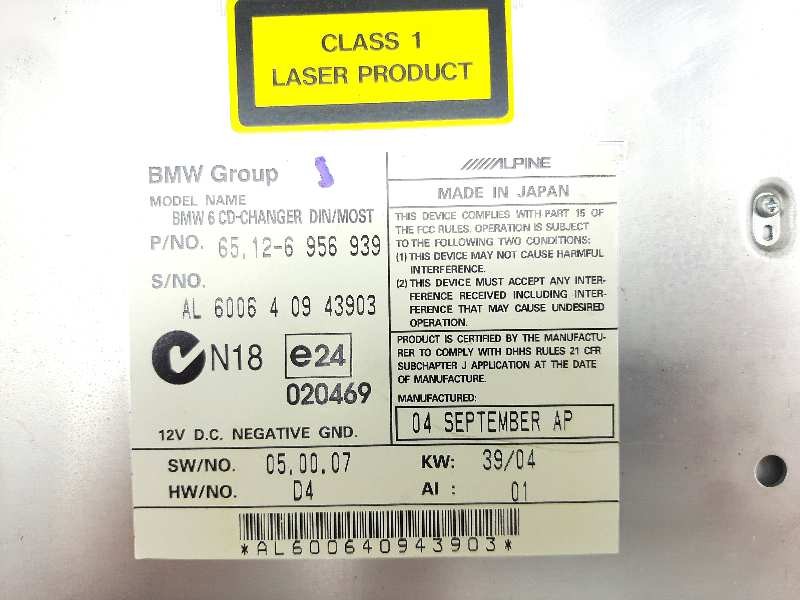 CLASS 1
LASER PRODUCT
BMW Group
MODEL NAME
BMW 6 CD-CHANGER DIN/MOST
P/NO. 65.12-6 956 939
S/NO.
AL 6006 4 09 43903
N18 e24
020469
12V D.C. NEGATIVE GND.
ALPINE
MADE IN JAPAN
THIS DEVICE COMPLIES WITH PART 15 OF
THE FCC RULES. OPERATION IS SUBJECT
TO THE FOLLOWING TWO CONDITIONS:
(1) THIS DEVICE MAY NOT CAUSE HARMFUL
INTERFERENCE.
(2) THIS DEVICE MUST ACCEPT ANY INTER-
FERENCE RECEIVED INCLUDING INTER-
FERENCE THAT MAY CAUSE UNDESIRED
OPERATION.
PRODUCT IS CERTIFIED BY THE MANUFACTU-
RER TO COMPLY WITH DHHS RULES 21 CFR
SUBCHAPTER J APPLICATION AT THE DATE
OF MANUFACTURE.
MANUFACTURED:
04 SEPTEMBER AP
SW/NO. 05.00.07 KW: 39/04
HW/NO. D4 AI : 01
*AL600640943903*